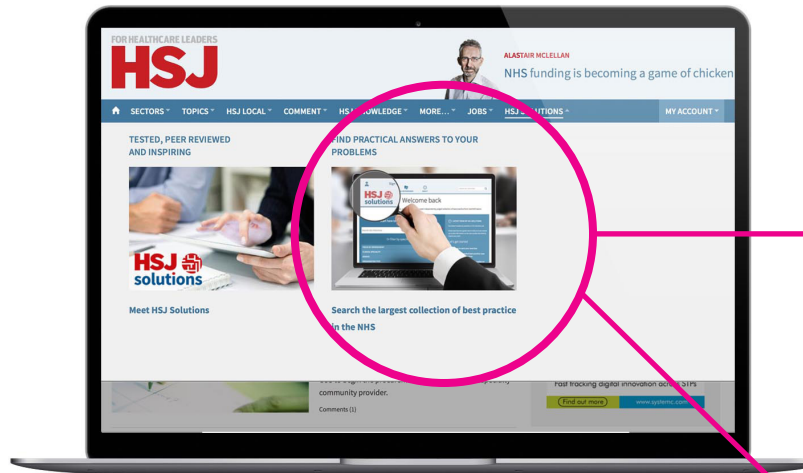 FOR HEALTHCARE LEADERS
HSJ
ALASTAIR MCLELLAN
NHS funding is becoming a game of chicken
SECTORS TOPICS HSJ LOCAL COMMENT MORE... JOBS MY ACCOUNT
TESTED, PEER REVIEWED
AND INSPIRING
FIND PRACTICAL ANSWERS TO YOUR
PROBLEMS
HSJ
solutions
Welcome back
HSJ
solutions
Meet HSJ Solutions
Search the largest collection of best practice
in the NHS
community provider.
Comments (1)
Fast tracking digital innovation across STPs
Find out more
www.systemc.com